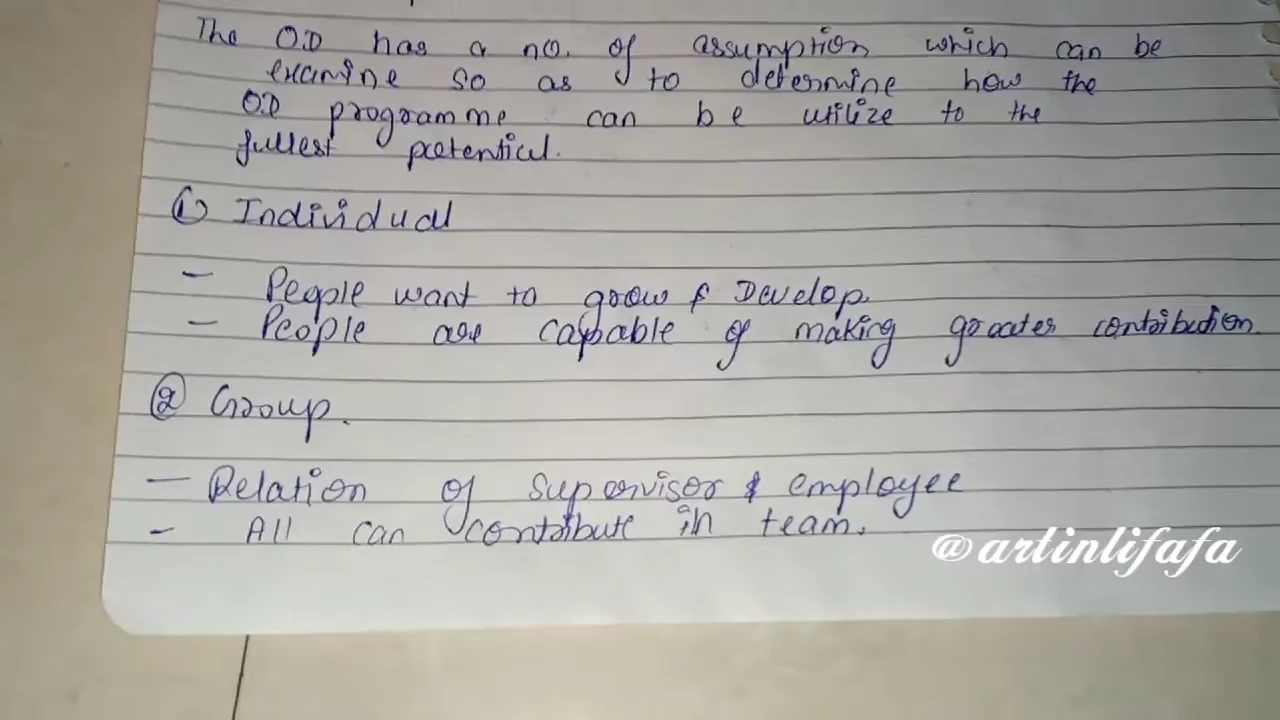 The O.D has a no. of assumption which can be
examine so as to determine how the
O.D programme can be utilize to the
fullest potential.
① Individual
- People want to grow & Develop.
- People are capable of making greater contribution.
② Group.
- Relation of supervisor & employee
- All can contribute in team.
@artinlifafa